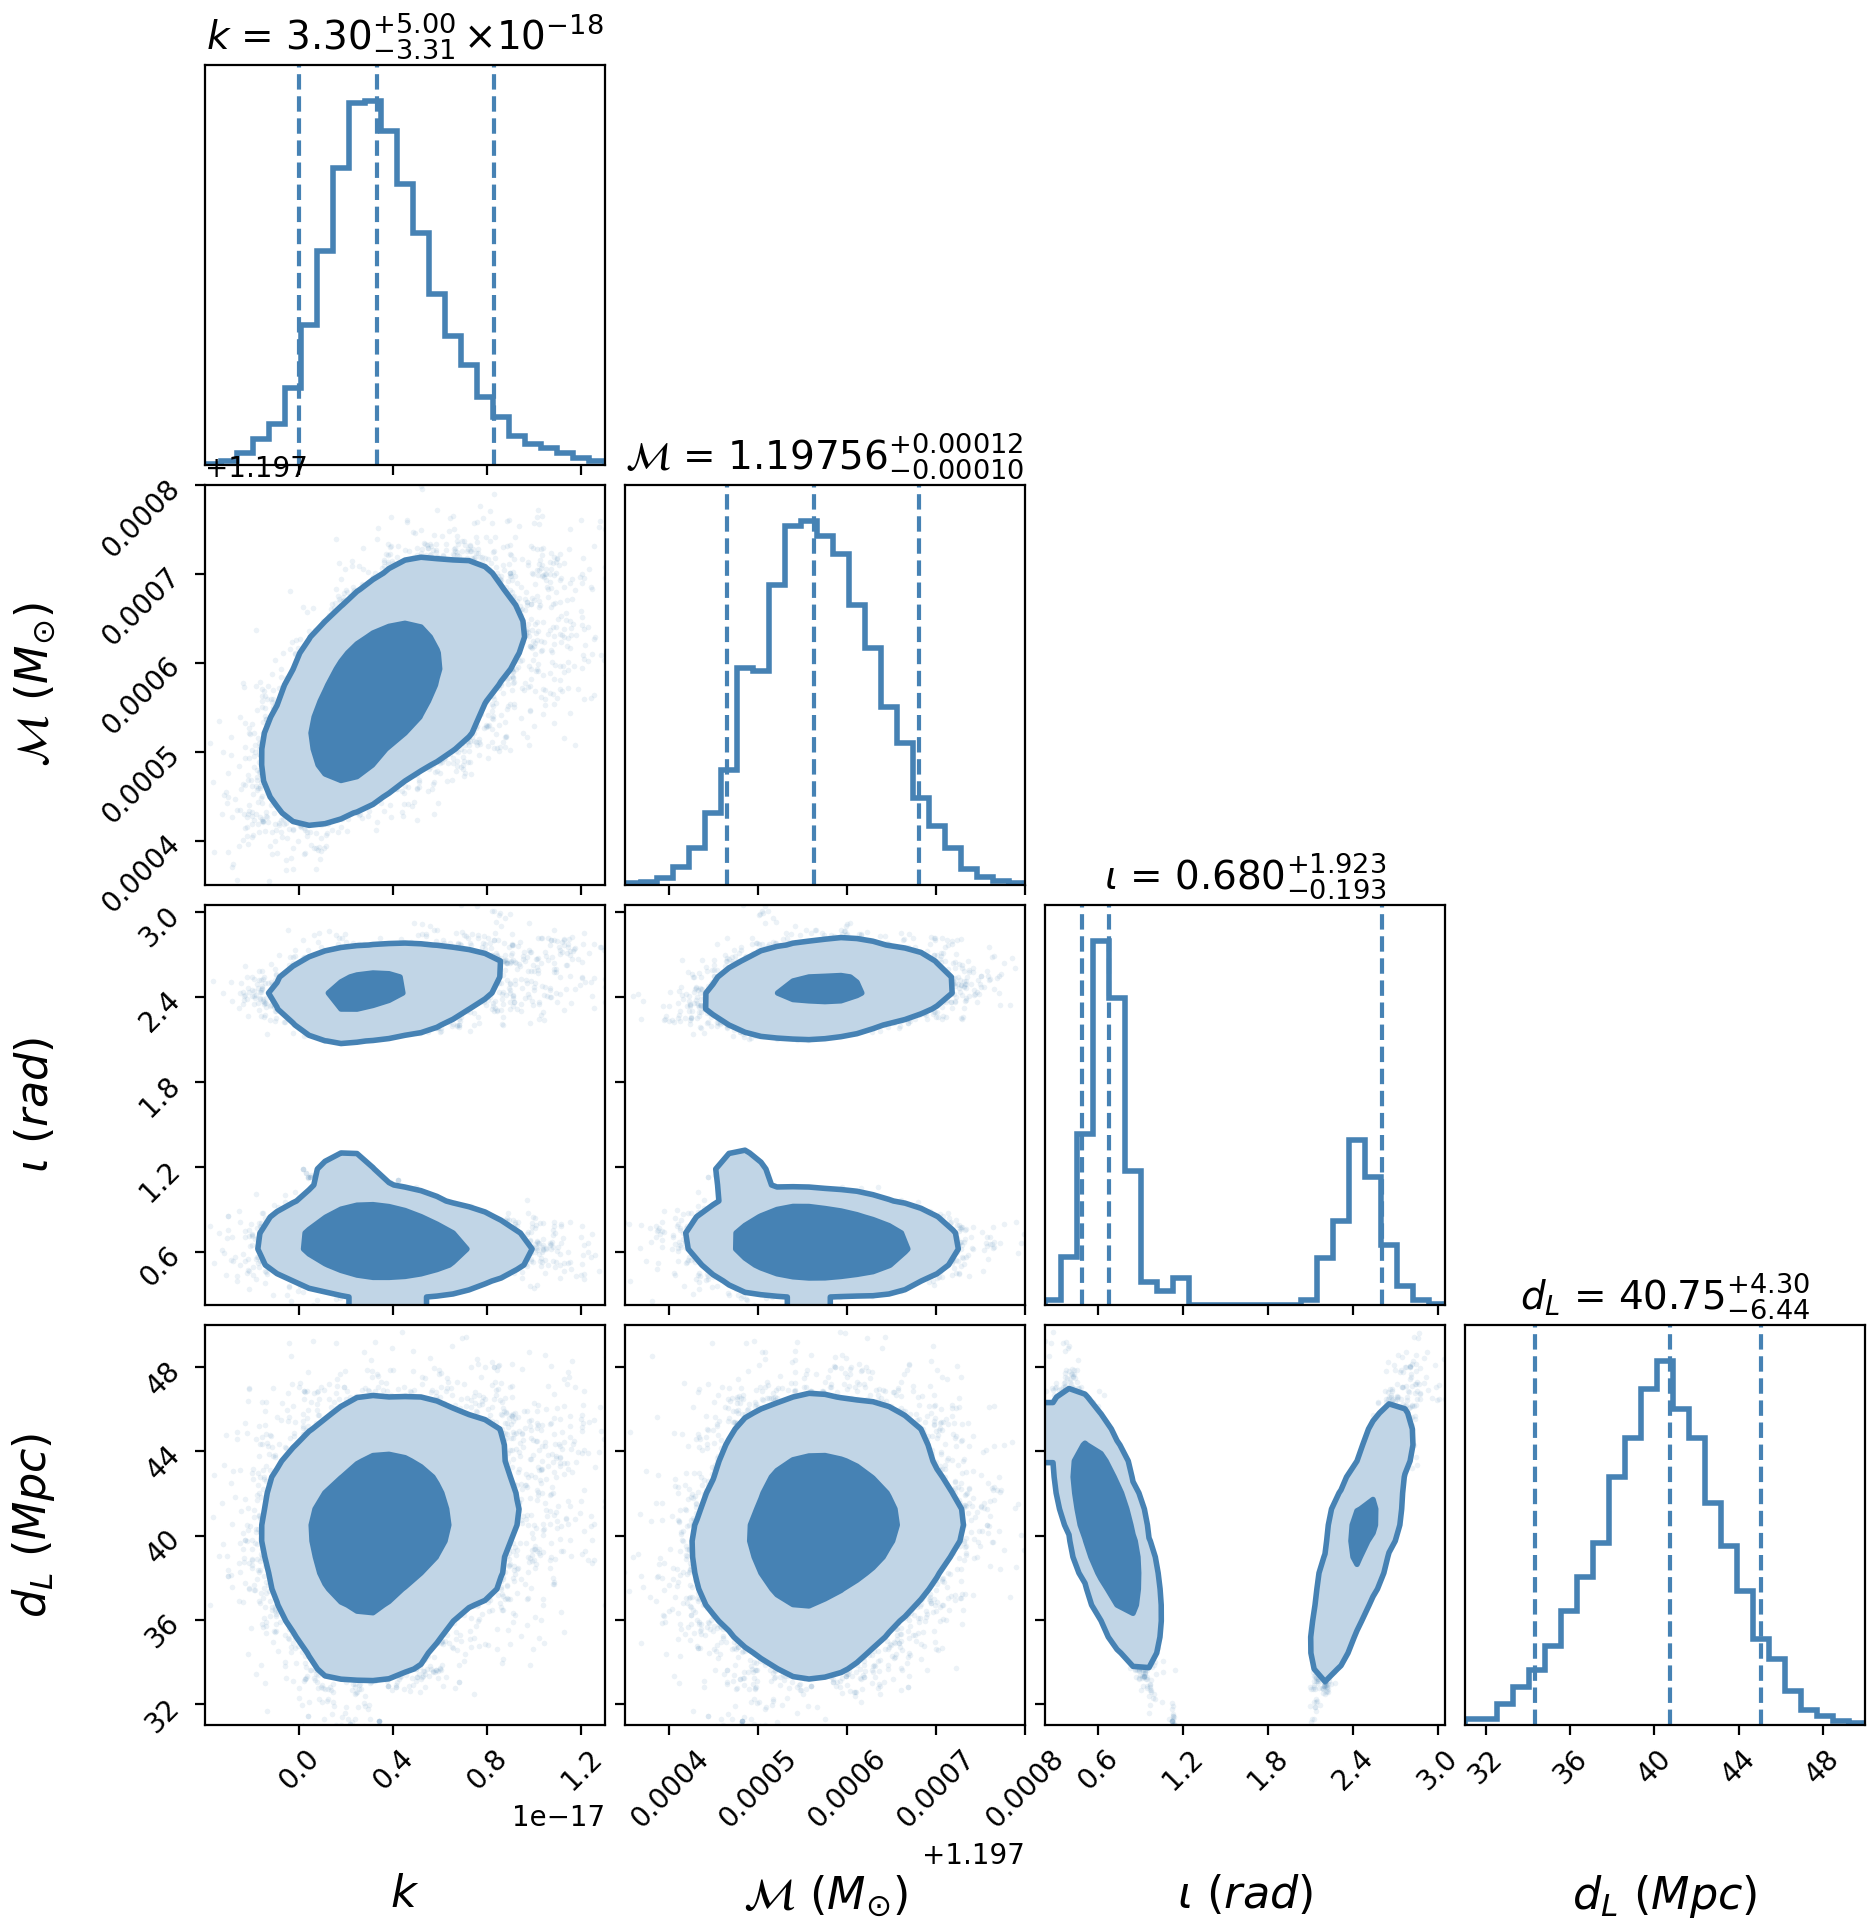 k = 3.30^{+5.00}_{−3.31} ×10^{−18}
+1.197
ℳ = 1.19756^{+0.00012}_{−0.00010}
0.0008
0.0007
0.0006
0.0005
0.0004
ℳ (M_⊙)
ι = 0.680^{+1.923}_{−0.193}
3.0
2.4
1.8
1.2
0.6
ι (rad)
d_L = 40.75^{+4.30}_{−6.44}
48
44
40
36
32
d_L (Mpc)
0.0 0.4 0.8 1.2
1e−17
k
0.0004 0.0005 0.0006 0.0007 0.0008
+1.197
ℳ (M_⊙)
0.6 1.2 1.8 2.4 3.0
ι (rad)
32 36 40 44 48
d_L (Mpc)